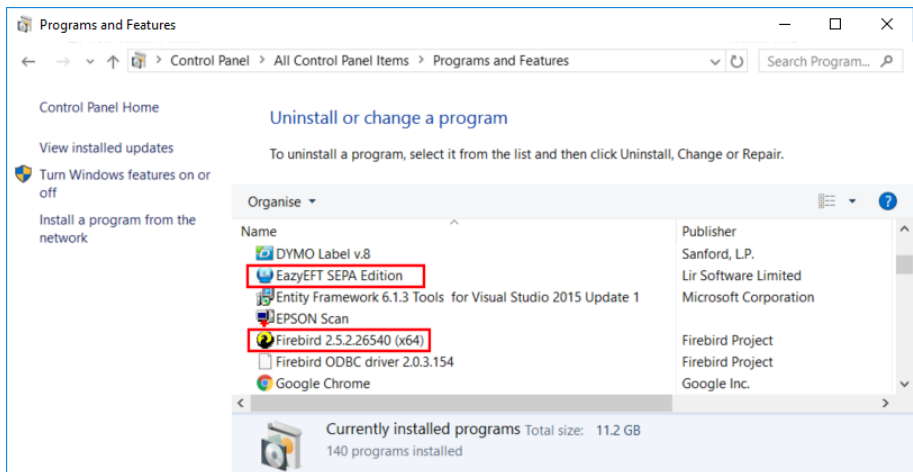 Programs and Features
Control Panel > All Control Panel Items > Programs and Features
Search Program...
Control Panel Home
View installed updates
Turn Windows features on or
off
Install a program from the
network
Uninstall or change a program
To uninstall a program, select it from the list and then click Uninstall, Change or Repair.
Organise
Name Publisher
DYMO Label v.8 Sanford, L.P.
EazyEFT SEPA Edition Lir Software Limited
Entity Framework 6.1.3 Tools for Visual Studio 2015 Update 1 Microsoft Corporation
EPSON Scan
Firebird 2.5.2.26540 (x64) Firebird Project
Firebird ODBC driver 2.0.3.154 Firebird Project
Google Chrome Google Inc.
Currently installed programs Total size: 11.2 GB
140 programs installed